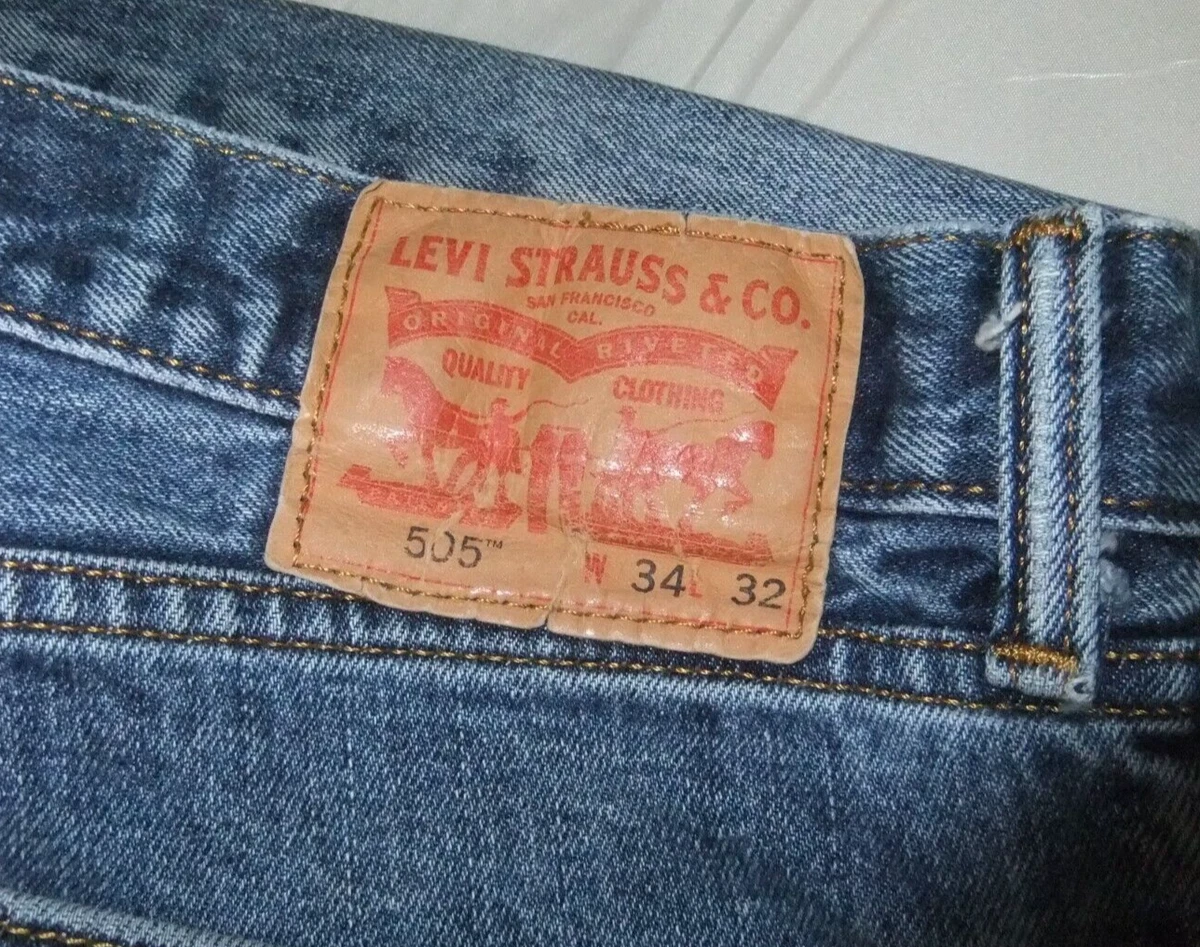 LEVI STRAUSS & CO.
SAN FRANCISCO
CAL.
ORIGINAL RIVETED
QUALITY CLOTHING
505™
W 34 L 32